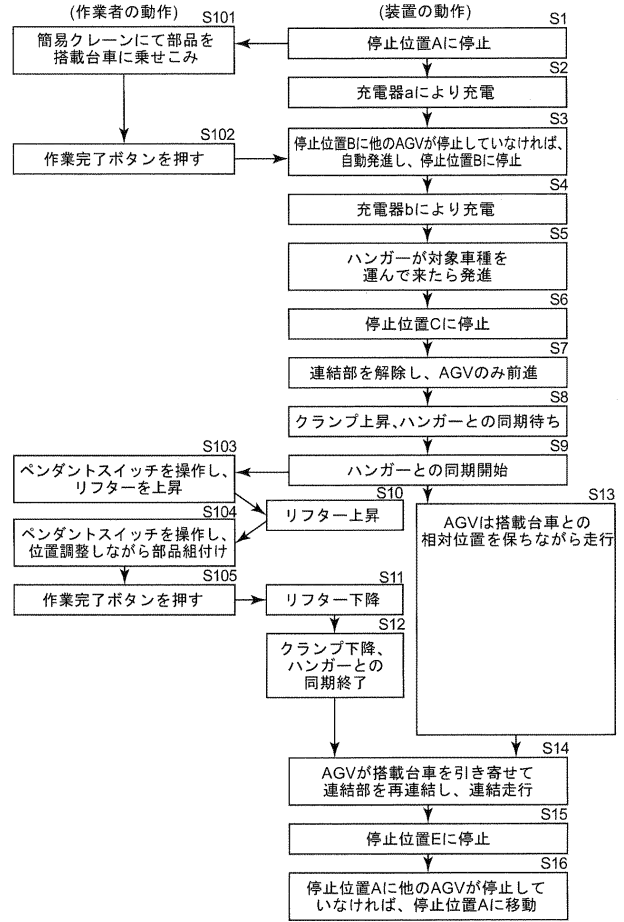 (作業者の動作)
(装置の動作)
S101
簡易クレーンにて部品を
搭載台車に乗せこみ
S1
停止位置Aに停止
S2
充電器aにより充電
S102
作業完了ボタンを押す
S3
停止位置Bに他のAGVが停止していなければ、
自動発進し、停止位置Bに停止
S4
充電器bにより充電
S5
ハンガーが対象車種を
運んで来たら発進
S6
停止位置Cに停止
S7
連結部を解除し、AGVのみ前進
S8
クランプ上昇、ハンガーとの同期待ち
S9
ハンガーとの同期開始
S103
ペンダントスイッチを操作し、
リフターを上昇
S10
リフター上昇
S13
AGVは搭載台車との
相対位置を保ちながら走行
S104
ペンダントスイッチを操作し、
位置調整しながら部品組付け
S105
作業完了ボタンを押す
S11
リフター下降
S12
クランプ下降、
ハンガーとの
同期終了
S14
AGVが搭載台車を引き寄せて
連結部を再連結し、連結走行
S15
停止位置Eに停止
S16
停止位置Aに他のAGVが停止して
いなければ、停止位置Aに移動